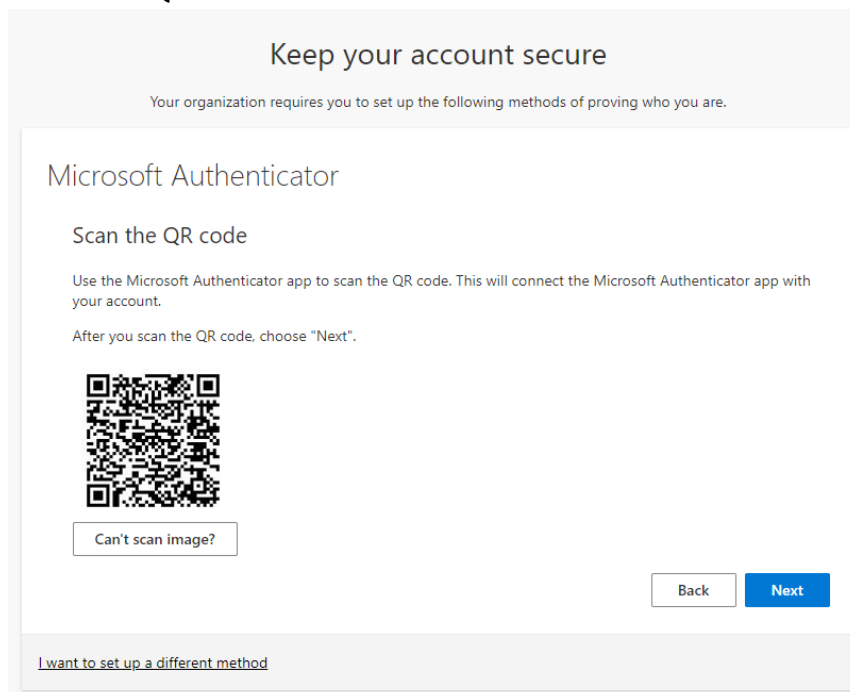 Keep your account secure
Your organization requires you to set up the following methods of proving who you are.
Microsoft Authenticator
Scan the QR code
Use the Microsoft Authenticator app to scan the QR code. This will connect the Microsoft Authenticator app with
your account.
After you scan the QR code, choose "Next".
Can't scan image?
Back
Next
I want to set up a different method